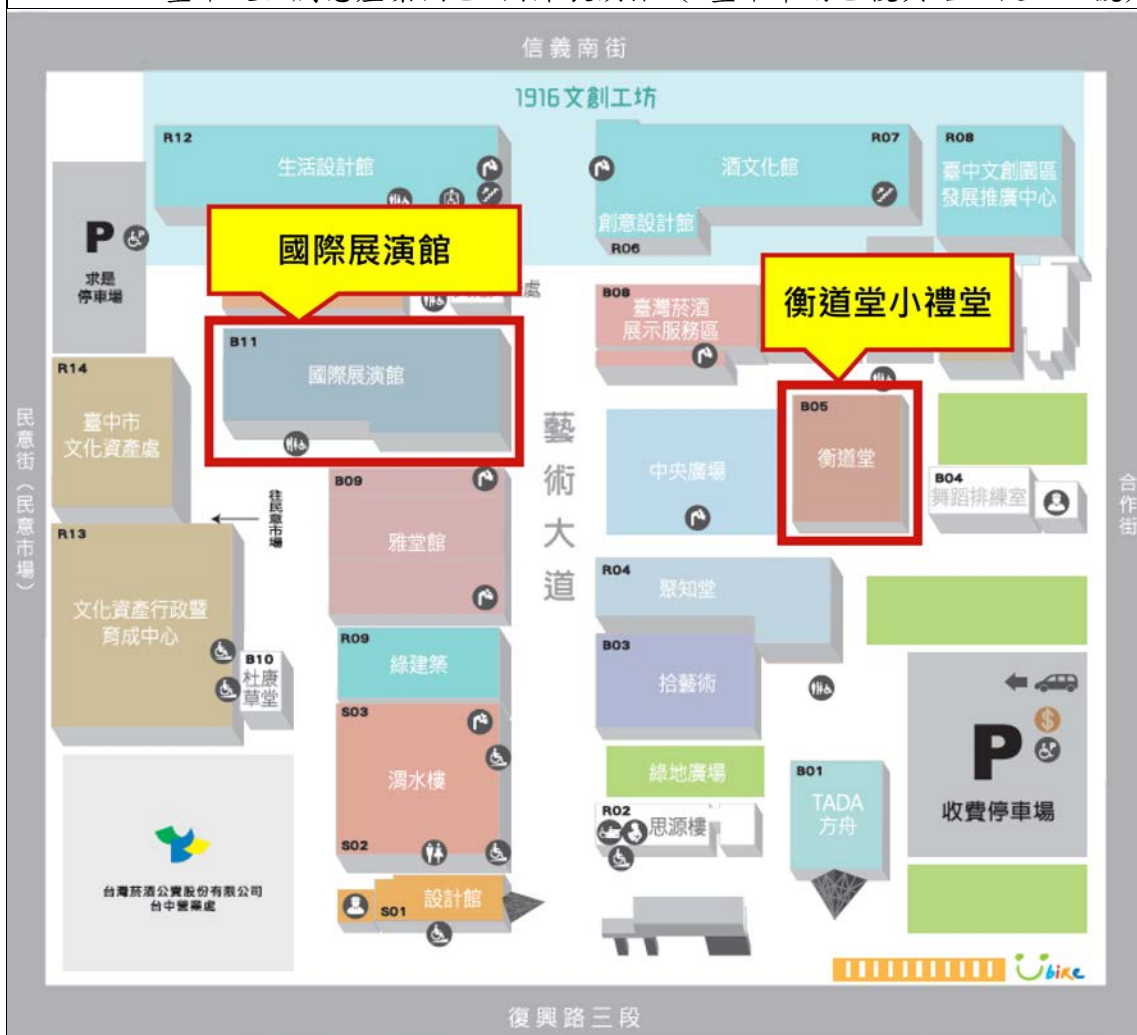 信義南街
1916文創工坊
R12
生活設計館
R07
酒文化館
R08
臺中文創園區
發展推廣中心
創意設計館
R06
P
求是
停車場
國際展演館
處
B08
臺灣菸酒
展示服務區
衡道堂小禮堂
B11
國際展演館
R14
臺中市
文化資產處
民意街（民意市場）
藝術大道
中央廣場
B05
衡道堂
B04
舞蹈排練室
合作街
往民意市場
B09
雅堂館
R13
文化資產行政暨
育成中心
B10
杜康
草堂
R04
聚知堂
R09
綠建築
B03
拾藝術
S03
渭水樓
S02
綠地廣場
R02
思源樓
B01
TADA
方舟
$
P
收費停車場
台灣菸酒公賣股份有限公司
台中營業處
S01
設計館
Ubike
復興路三段